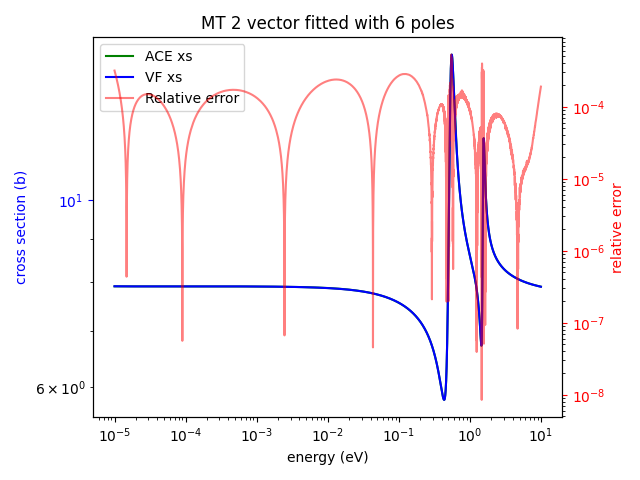 MT 2 vector fitted with 6 poles
ACE xs
VF xs
Relative error
cross section (b)
10¹
6 × 10⁰
10⁻⁴
10⁻⁵
10⁻⁶
10⁻⁷
10⁻⁸
relative error
10⁻⁵ 10⁻⁴ 10⁻³ 10⁻² 10⁻¹ 10⁰ 10¹
energy (eV)